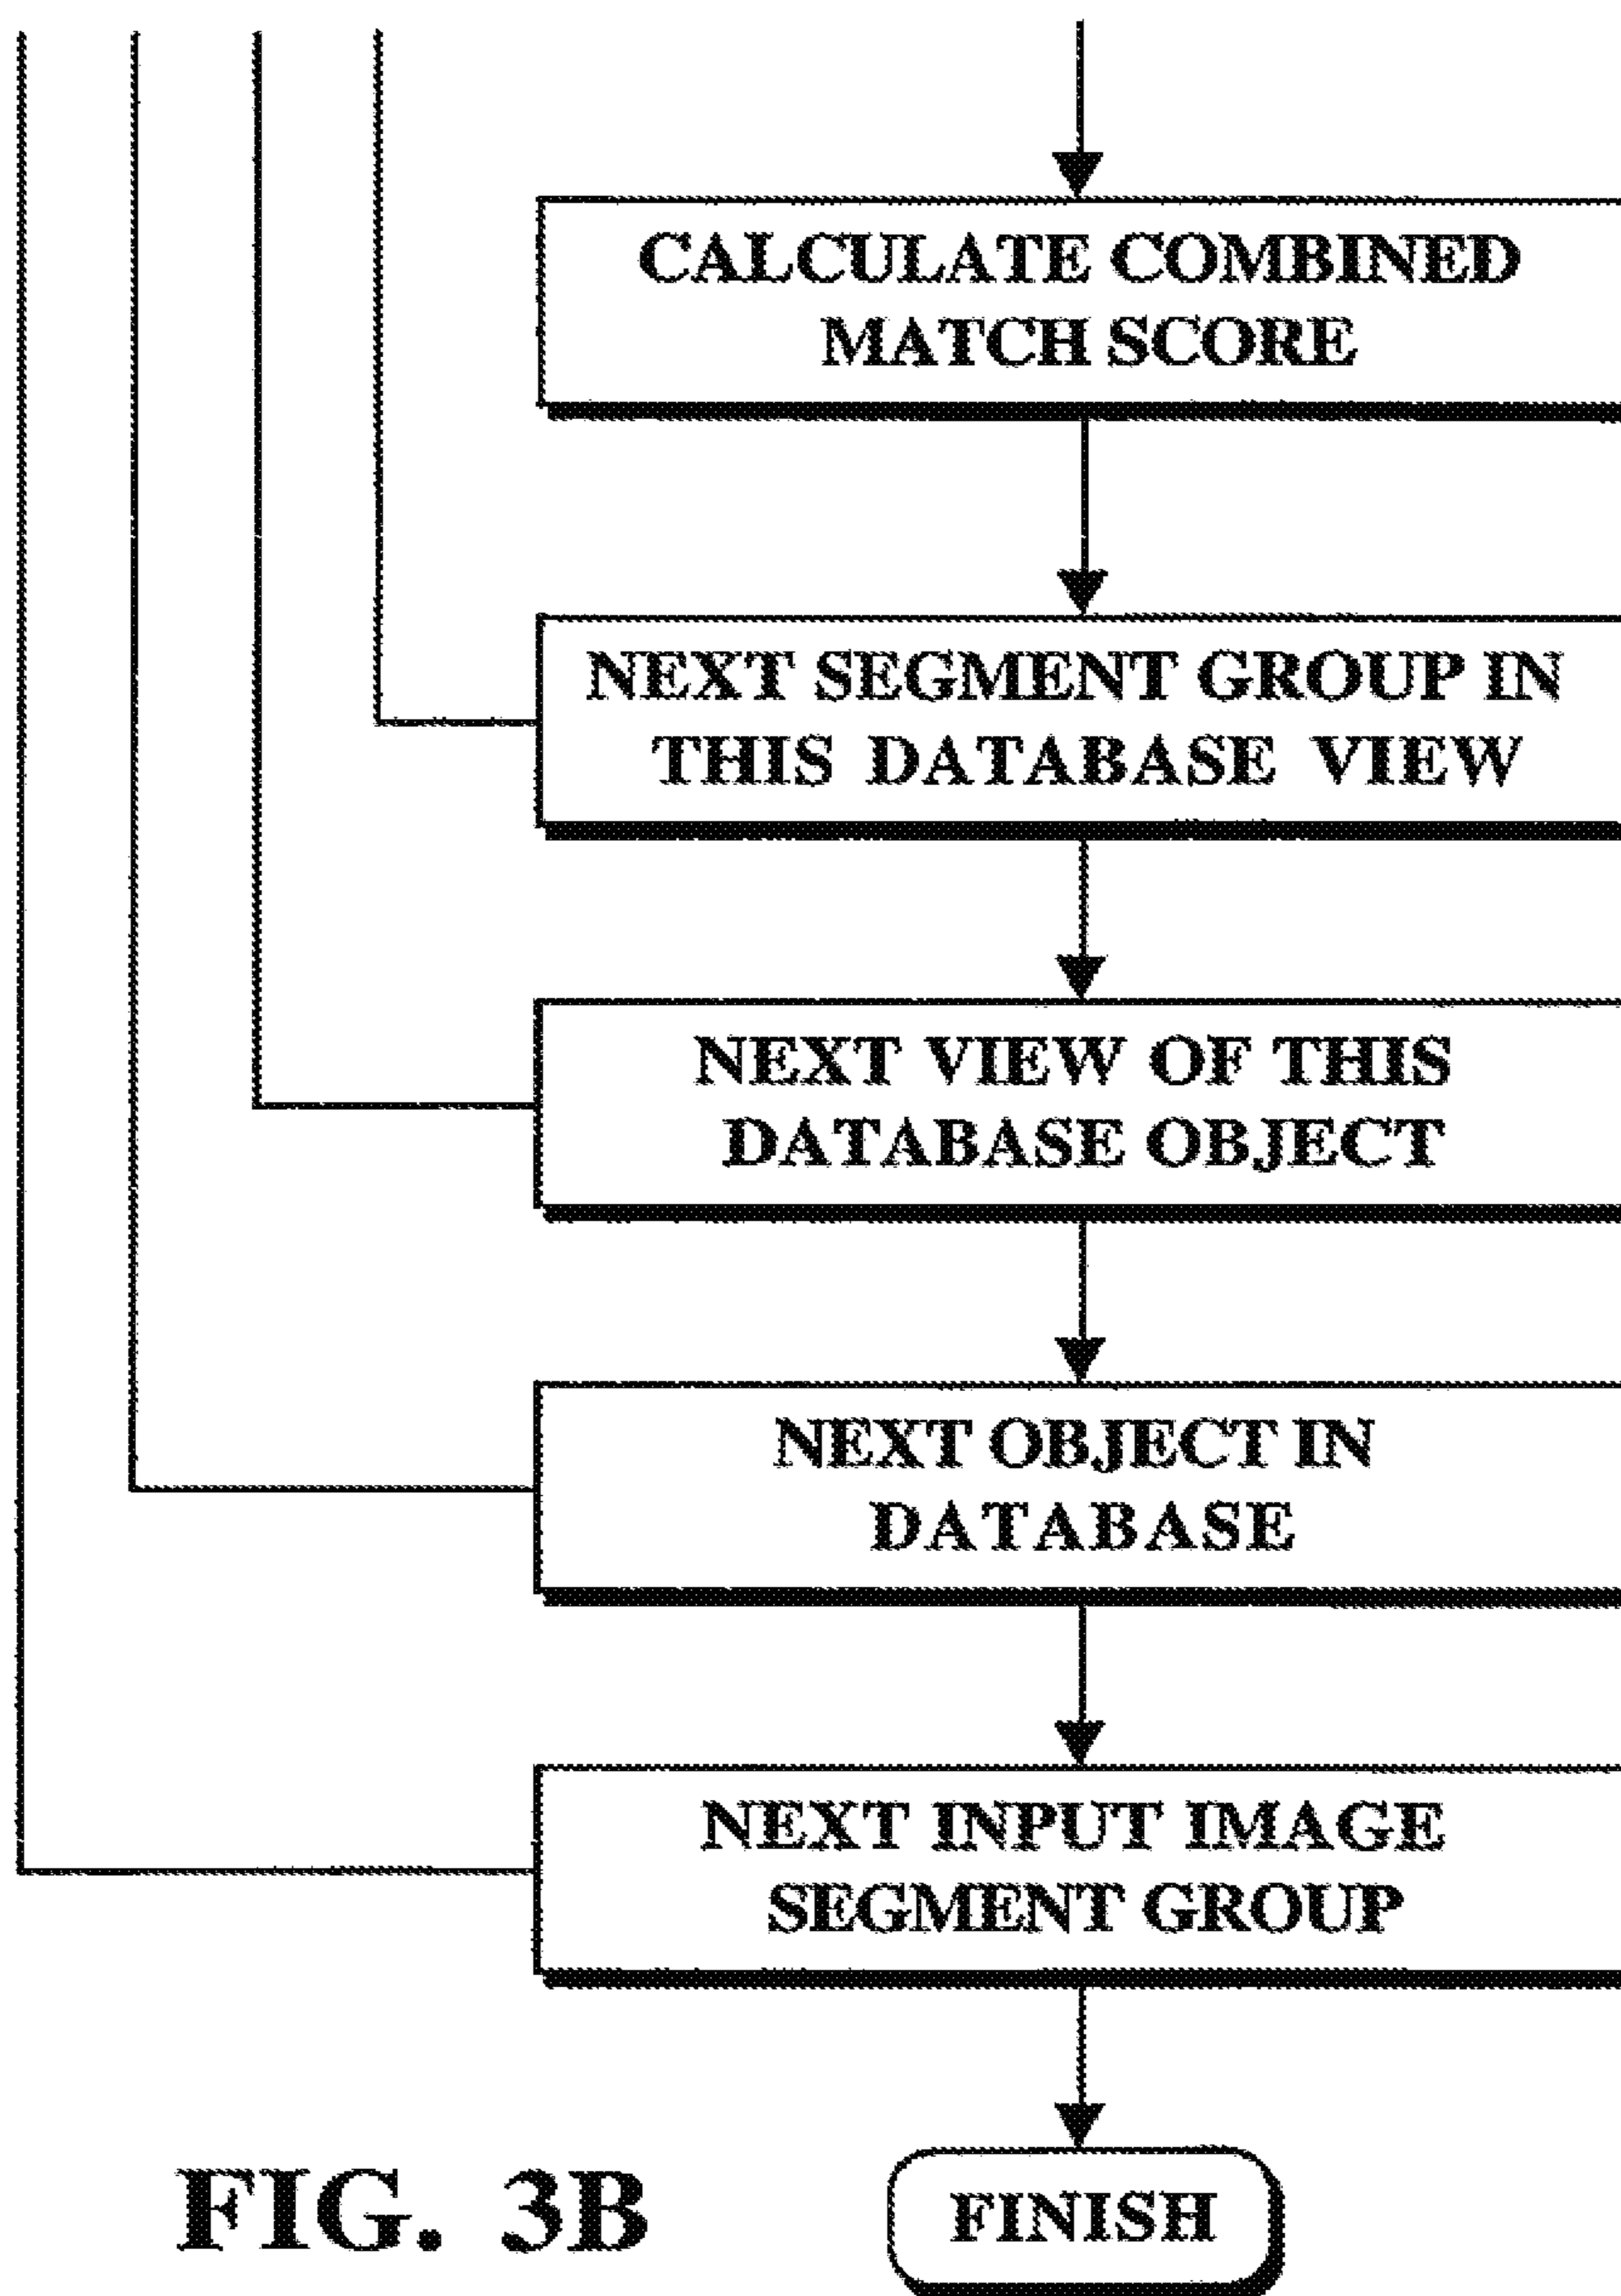 CALCULATE COMBINED
MATCH SCORE
NEXT SEGMENT GROUP IN
THIS DATABASE VIEW
NEXT VIEW OF THIS
DATABASE OBJECT
NEXT OBJECT IN
DATABASE
NEXT INPUT IMAGE
SEGMENT GROUP
FINISH
FIG. 3B